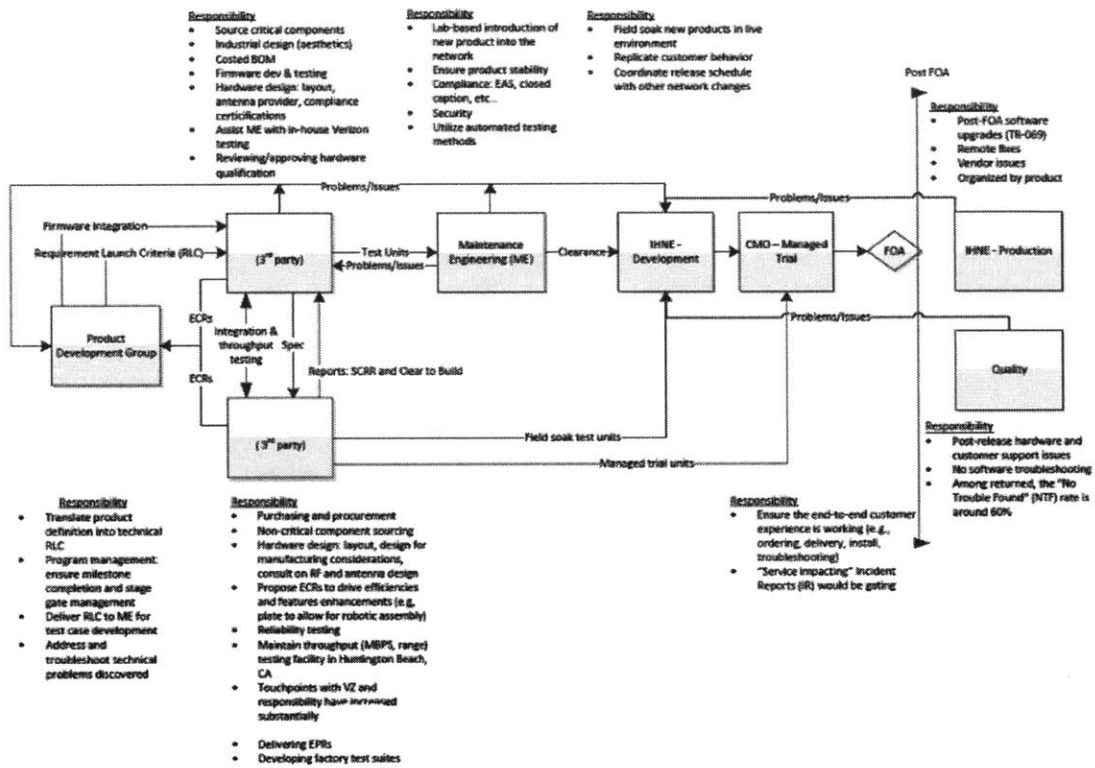 Responsibility
• Source critical components
• Industrial design (aesthetics)
• Costed BOM
• Firmware dev & testing
• Hardware design: layout,
antenna provider, compliance
certicifications
• Assist ME with in-house Verizon
testing
• Reviewing/approving hardware
qualification
Responsibility
• Lab-based introduction of
new product into the
network
• Ensure product stability
• Compliance: EAS, closed
caption, etc...
• Security
• Utilize automated testing
methods
Responsibility
• Field soak new products in live
environment
• Replicate customer behavior
• Coordinate release schedule
with other network changes
Post FOA
Responsibility
• Post-FOA software
upgrades (TR-069)
• Remote fixes
• Vendor issues
• Organized by product
Problems/Issues
Problems/Issues
Firmware Integration
Requirement Launch Criteria (RLC)
(3rd party)
Test Units
Problems/Issues
Maintenance
Engineering (ME)
Clearance
IHNE -
Development
CMO – Managed
Trial
FOA
IHNE - Production
Product
Development Group
ECRs
ECRs
Integration &
throughput
testing
Spec
Reports: SCRR and Clear to Build
Problems/Issues
Quality
(3rd party)
Field soak test units
Managed trial units
Responsibility
• Post-release hardware and
customer support issues
• No software troubleshooting
• Among returned, the "No
Trouble Found" (NTF) rate is
around 60%
Responsibility
• Translate product
definition into technical
RLC
• Program management:
ensure milestone
completion and stage
gate management
• Deliver RLC to ME for
test case development
• Address and
troubleshoot technical
problems discovered
Responsibility
• Purchasing and procurement
• Non-critical component sourcing
• Hardware design: layout, design for
manufacturing considerations,
consult on RF and antenna design
• Propose ECRs to drive efficiencies
and features enhancements (e.g,
plate to allow for robotic assembly)
• Reliability testing
• Maintain throughput (MBPS, range)
testing facility in Huntington Beach,
CA
• Touchpoints with VZ and
responsibility have increased
substantially
• Delivering EPRs
• Developing factory test suites
Responsibility
• Ensure the end-to-end customer
experience is working (e.g.,
ordering, delivery, install,
troubleshooting)
• "Service Impacting" Incident
Reports (IR) would be gating